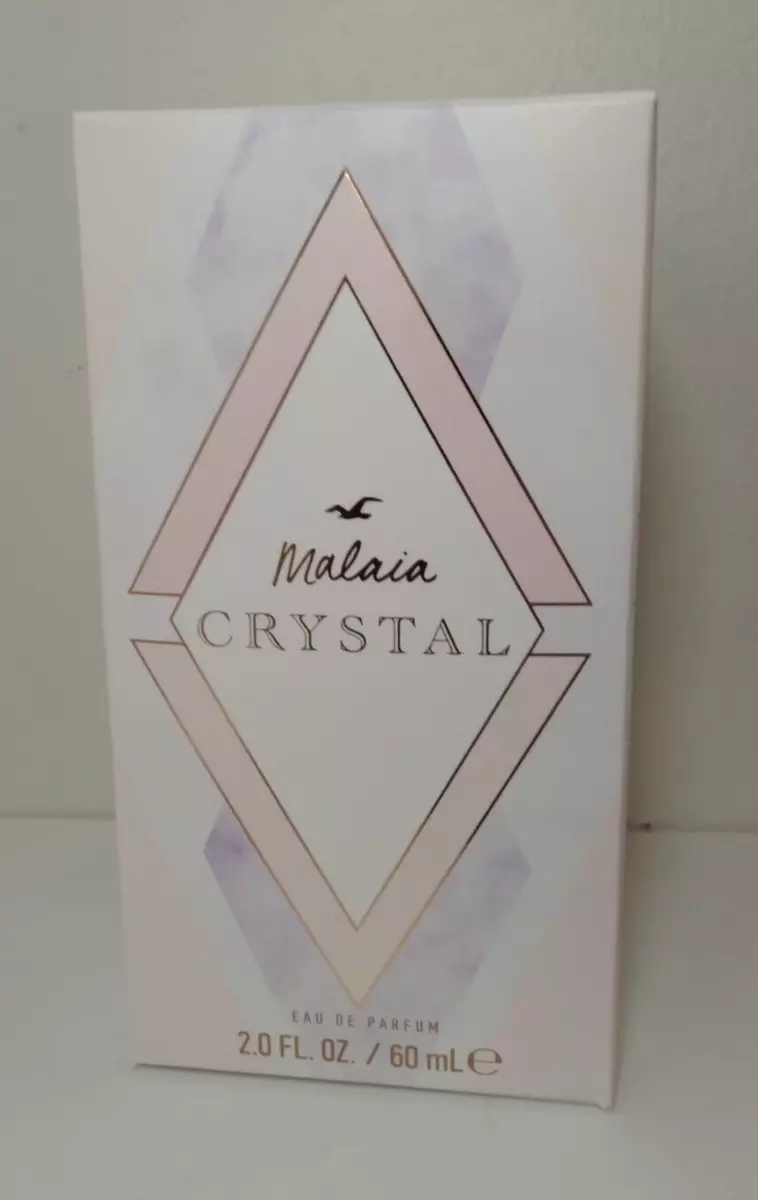 Malaia
CRYSTAL
EAU DE PARFUM
2.0 FL. OZ. / 60 mL ℮